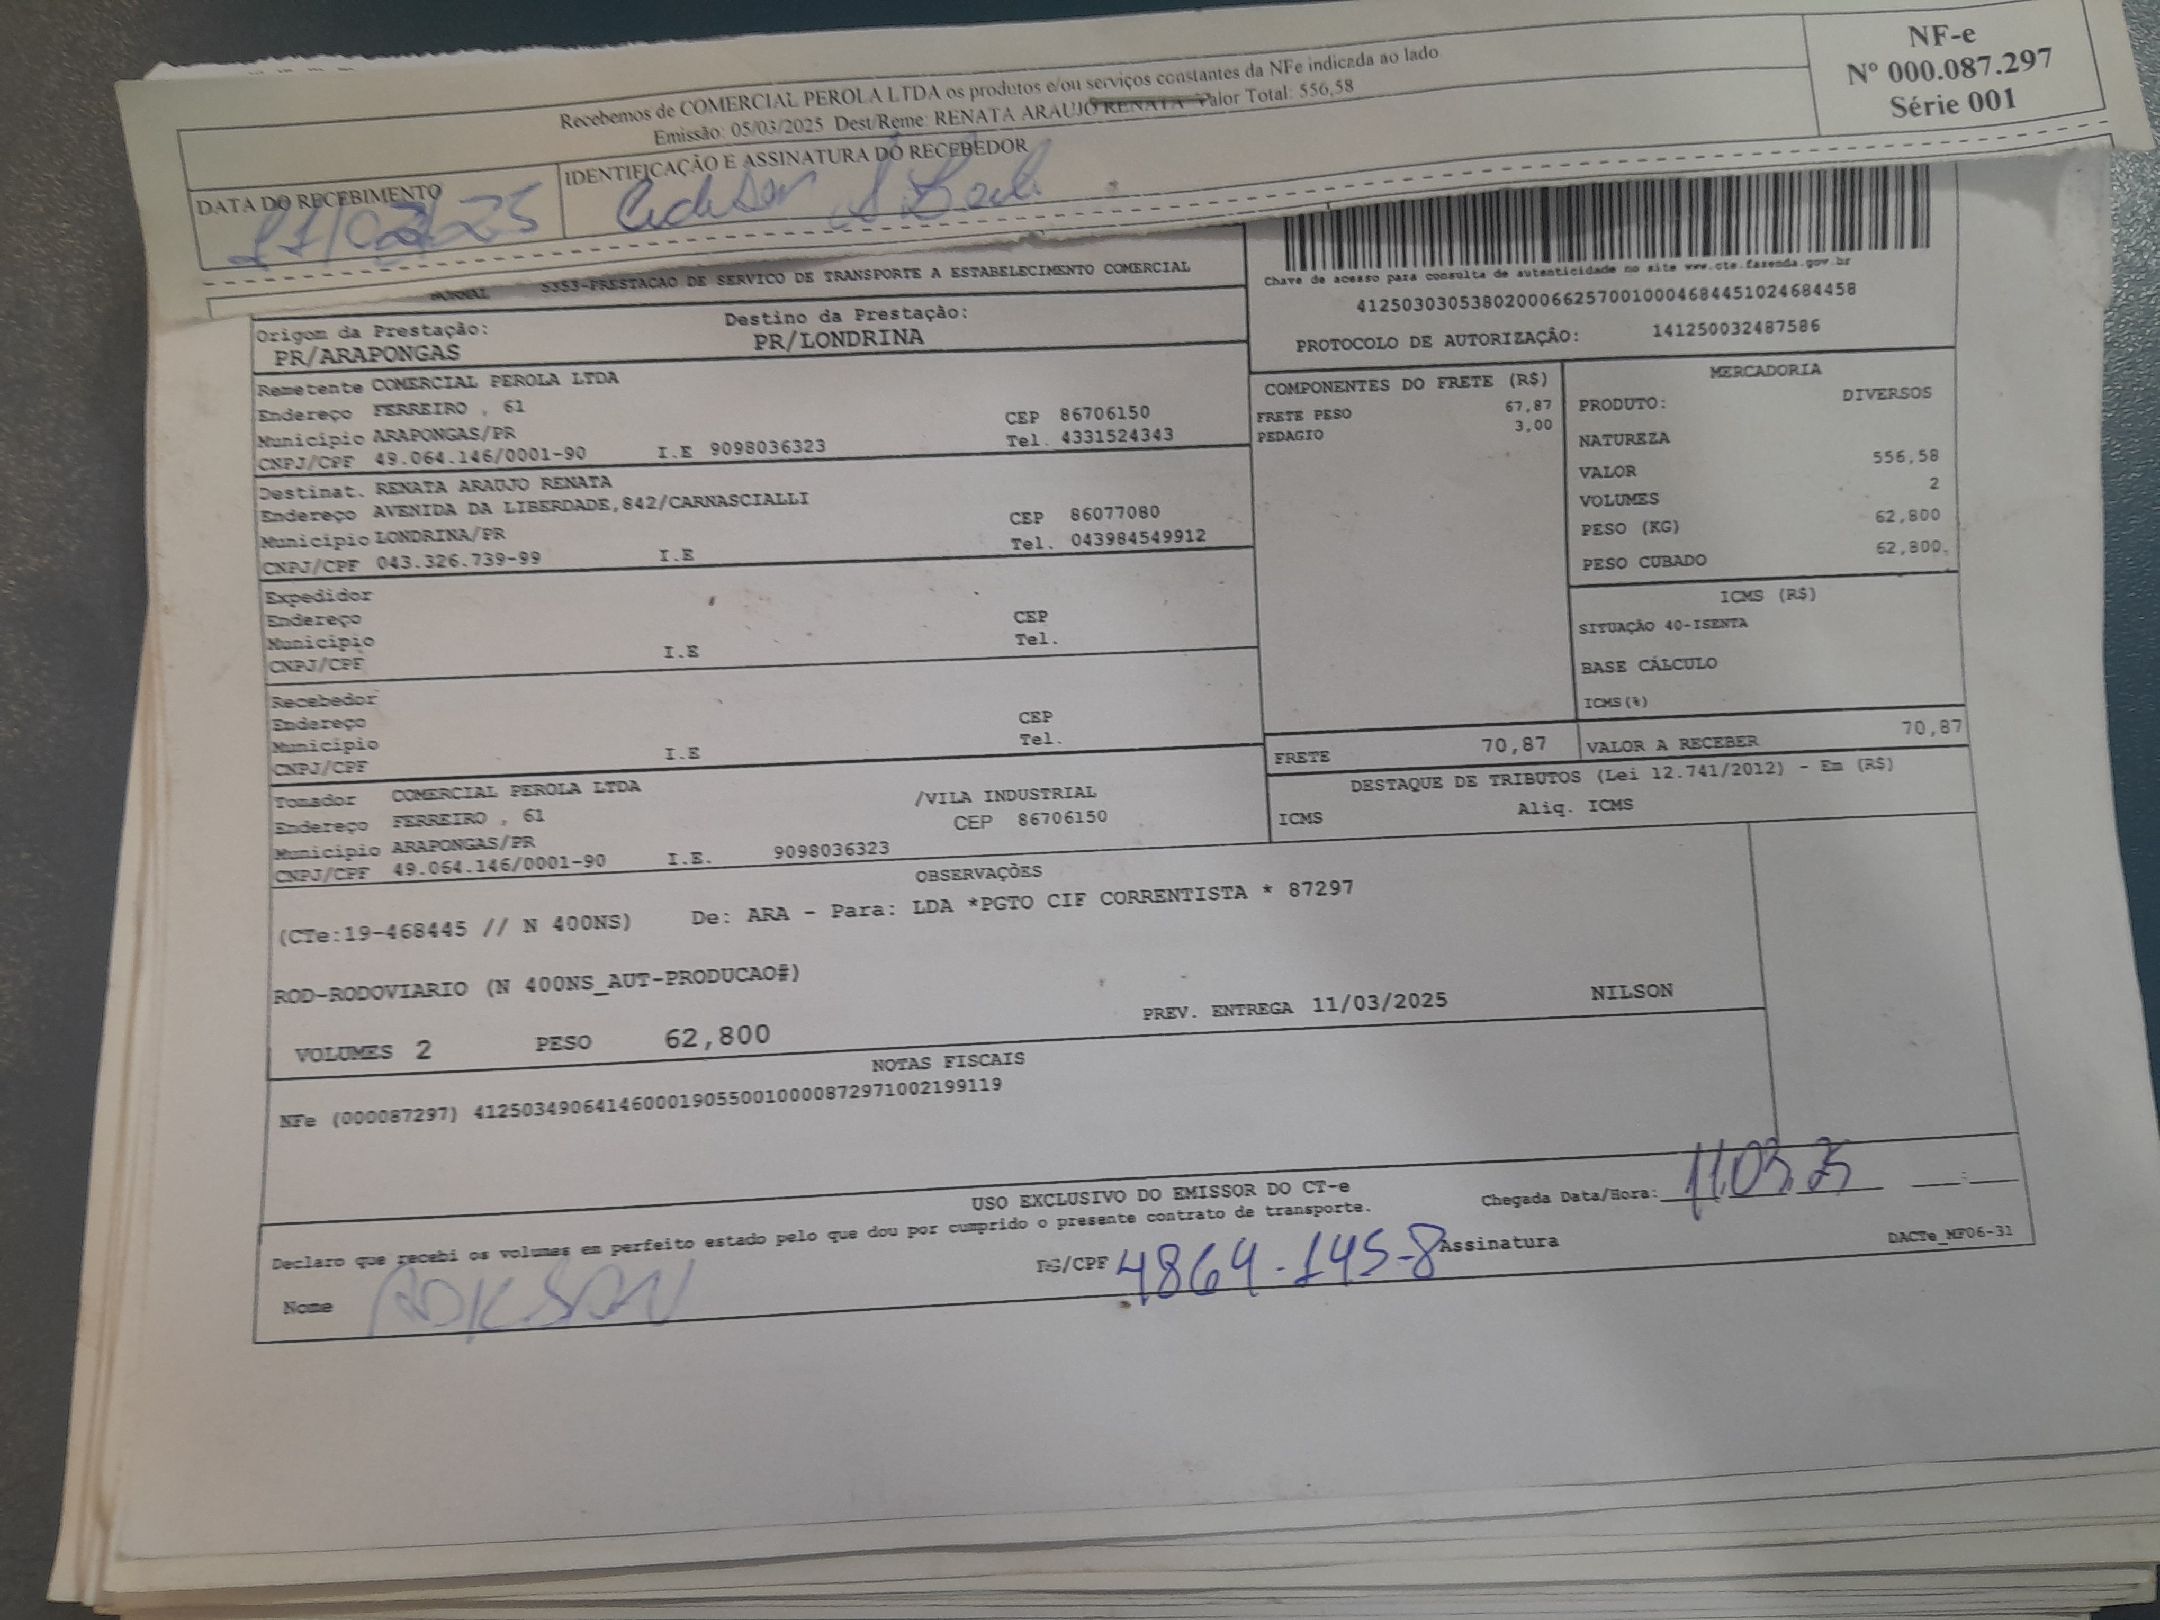 Recebemos de COMERCIAL PEROLA LTDA os produtos e/ou serviços constantes da NFe indicada ao lado
Emissão: 05/03/2025 Dest/Reme: RENATA ARAUJO RENATA Valor Total: 556,58
NF-e
Nº 000.087.297
Série 001
DATA DO RECEBIMENTO
IDENTIFICAÇÃO E ASSINATURA DO RECEBEDOR
NORMAL 5353-PRESTACAO DE SERVICO DE TRANSPORTE A ESTABELECIMENTO COMERCIAL
Chave de acesso para consulta de autenticidade no site www.cte.fazenda.gov.br
41250303053802000662570010004684451024684458
PROTOCOLO DE AUTORIZAÇÃO: 141250032487586
Origem da Prestação: Destino da Prestação:
PR/ARAPONGAS PR/LONDRINA
Remetente COMERCIAL PEROLA LTDA
Endereço FERREIRO , 61 CEP 86706150
Município ARAPONGAS/PR Tel. 4331524343
CNPJ/CPF 49.064.146/0001-90 I.E 9098036323
Destinat. RENATA ARAUJO RENATA
Endereço AVENIDA DA LIBERDADE,842/CARNASCIALLI CEP 86077080
Município LONDRINA/PR Tel. 043984549912
CNPJ/CPF 043.326.739-99 I.E
Expedidor
Endereço CEP
Município Tel.
CNPJ/CPF I.E
Recebedor
Endereço CEP
Município Tel.
CNPJ/CPF I.E
Tomador COMERCIAL PEROLA LTDA /VILA INDUSTRIAL
Endereço FERREIRO , 61 CEP 86706150
Município ARAPONGAS/PR
CNPJ/CPF 49.064.146/0001-90 I.E. 9098036323
COMPONENTES DO FRETE (R$)
FRETE PESO 67,87
PEDAGIO 3,00
MERCADORIA
PRODUTO: DIVERSOS
NATUREZA
VALOR 556,58
VOLUMES 2
PESO (KG) 62,800
PESO CUBADO 62,800
ICMS (R$)
SITUAÇÃO 40-ISENTA
BASE CÁLCULO
ICMS(%)
FRETE 70,87 VALOR A RECEBER 70,87
DESTAQUE DE TRIBUTOS (Lei 12.741/2012) - Em (R$)
ICMS Aliq. ICMS
OBSERVAÇÕES
(CTe:19-468445 // N 400NS) De: ARA - Para: LDA *PGTO CIF CORRENTISTA * 87297
ROD-RODOVIARIO (N 400NS_AUT-PRODUCAO#)
VOLUMES 2 PESO 62,800 PREV. ENTREGA 11/03/2025 NILSON
NOTAS FISCAIS
NFe (000087297) 41250349064146000190550010000872971002199119
USO EXCLUSIVO DO EMISSOR DO CT-e
Chegada Data/Hora: 11.03.25
Declaro que recebi os volumes em perfeito estado pelo que dou por cumprido o presente contrato de transporte.
Nome RG/CPF 4864.145-8 Assinatura
DACTe_MF06-31